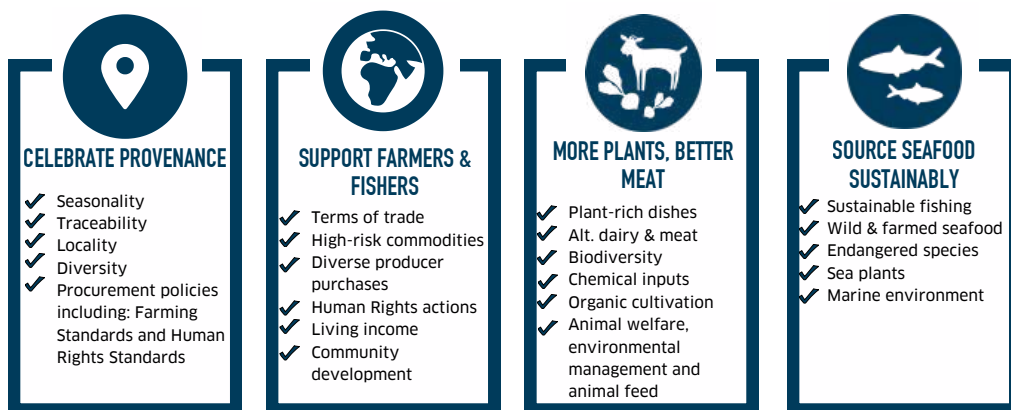 CELEBRATE PROVENANCE
Seasonality
Traceability
Locality
Diversity
Procurement policies
including: Farming
Standards and Human
Rights Standards
SUPPORT FARMERS &
FISHERS
Terms of trade
High-risk commodities
Diverse producer
purchases
Human Rights actions
Living income
Community
development
MORE PLANTS, BETTER
MEAT
Plant-rich dishes
Alt. dairy & meat
Biodiversity
Chemical inputs
Organic cultivation
Animal welfare,
environmental
management and
animal feed
SOURCE SEAFOOD
SUSTAINABLY
Sustainable fishing
Wild & farmed seafood
Endangered species
Sea plants
Marine environment